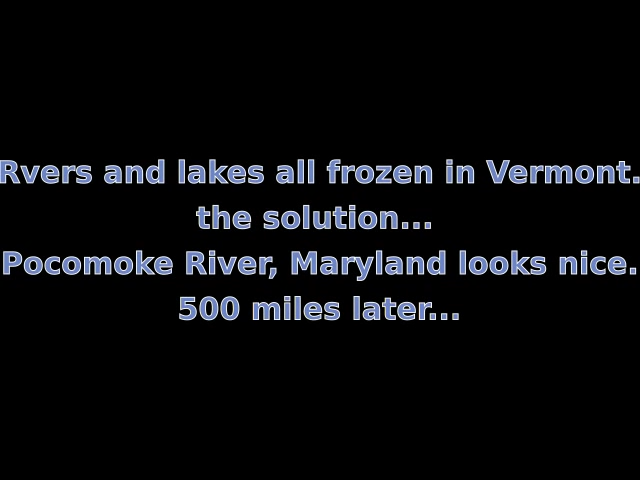 Rvers and lakes all frozen in Vermont.
the solution...
Pocomoke River, Maryland looks nice.
500 miles later...